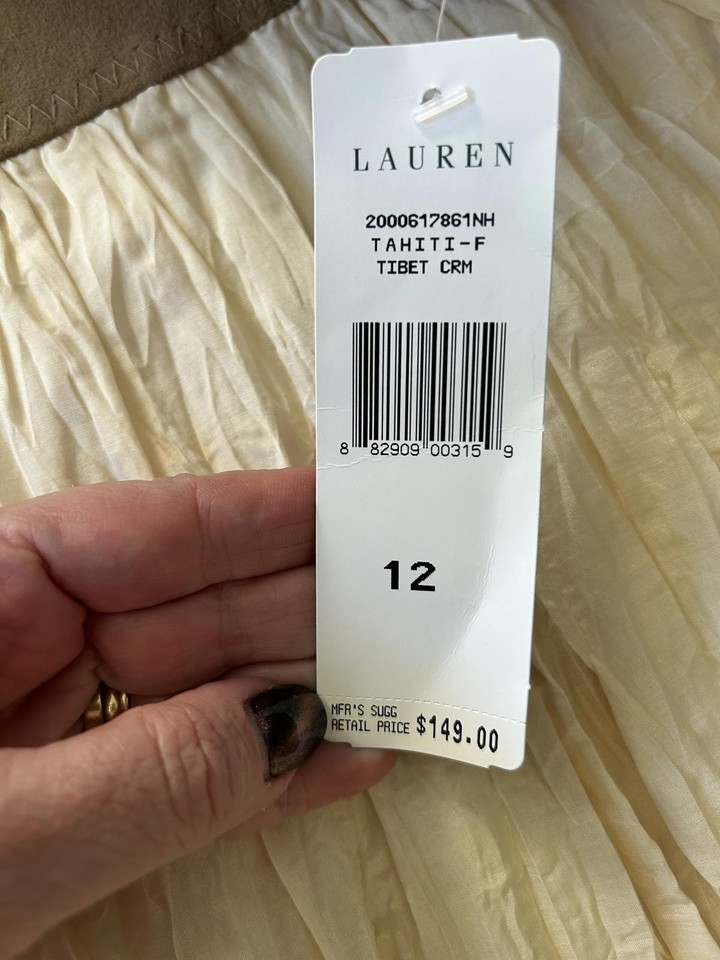 LAUREN
2000617861NH
TAHITI-F
TIBET CRM
8 82909 00315 9
12
MFR'S SUGG
RETAIL PRICE $149.00